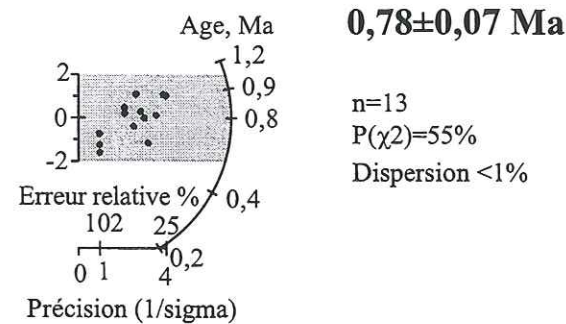 Age, Ma
0,78±0,07 Ma
1,2
2
0,9
0
0,8
-2
n=13
P(χ2)=55%
Dispersion <1%
Erreur relative %
0,4
102 25
0,2
0 1 4
Précision (1/sigma)